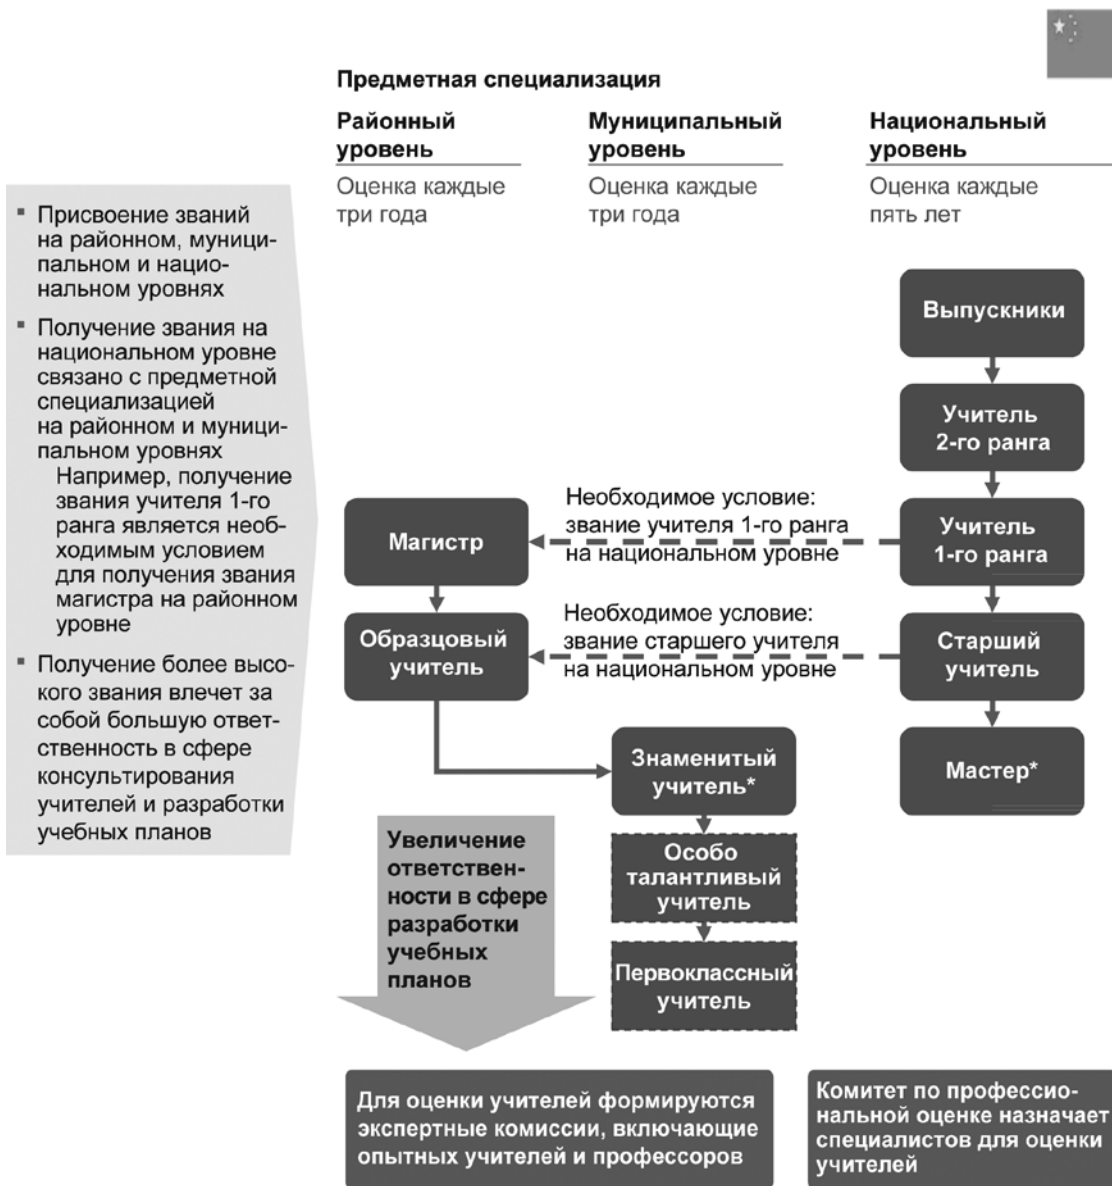 Предметная специализация
Районный
уровень
Оценка каждые
три года
Муниципальный
уровень
Оценка каждые
три года
Национальный
уровень
Оценка каждые
пять лет
▪ Присвоение званий
на районном, муници-
пальном и нацио-
нальном уровнях
▪ Получение звания на
национальном уровне
связано с предметной
специализацией
на районном и муници-
пальном уровнях
Например, получение
звания учителя 1-го
ранга является необ-
ходимым условием
для получения звания
магистра на районном
уровне
▪ Получение более высо-
кого звания влечет за
собой большую ответ-
ственность в сфере
консультирования
учителей и разработки
учебных планов
Выпускники
Учитель
2-го ранга
Магистр
Необходимое условие:
звание учителя 1-го ранга
на национальном уровне
Учитель
1-го ранга
Образцовый
учитель
Необходимое условие:
звание старшего учителя
на национальном уровне
Старший
учитель
Знаменитый
учитель*
Мастер*
Увеличение
ответствен-
ности в сфере
разработки
учебных
планов
Особо
талантливый
учитель
Первоклассный
учитель
Для оценки учителей формируются
экспертные комиссии, включающие
опытных учителей и профессоров
Комитет по профессио-
нальной оценке назначает
специалистов для оценки
учителей